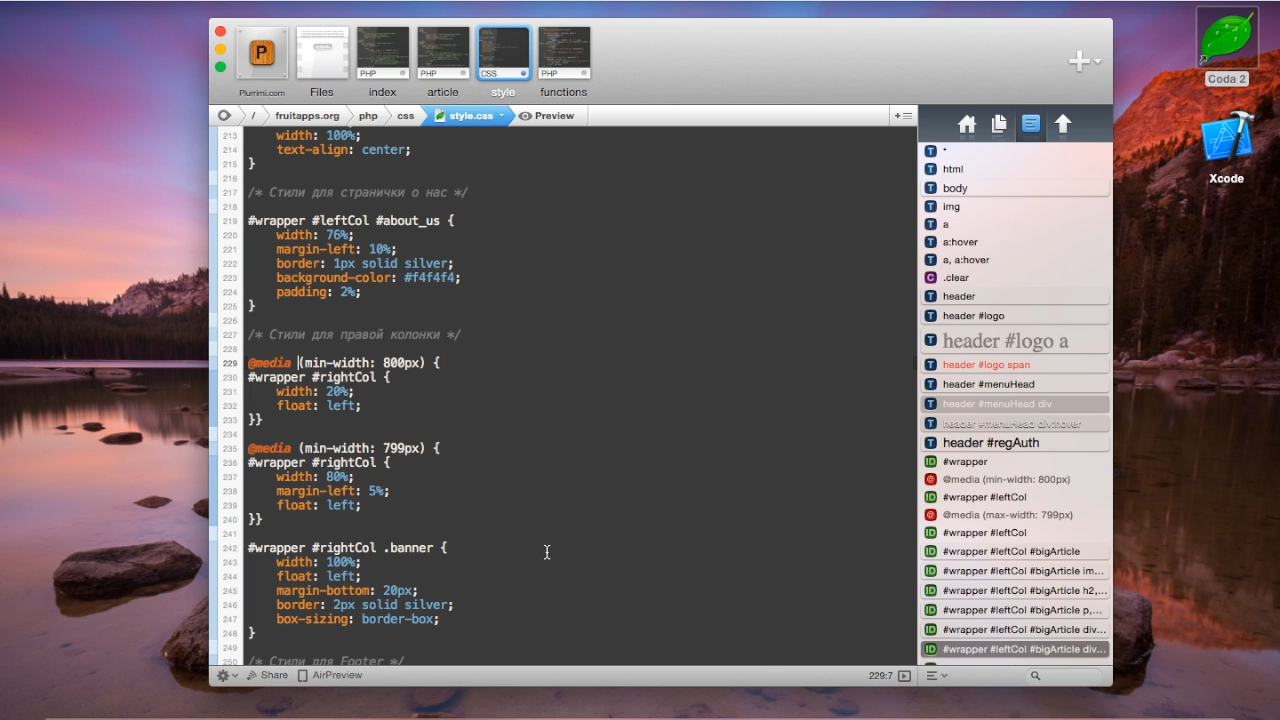 P
PHP
PHP
CSS
PHP
Plurrimi.com
Files
index
article
style
functions
Coda 2
Xcode
/
fruitapps.org
php
css
style.css
Preview
213 width: 100%;
214 text-align: center;
215 }
216
217 /* Стили для странички о нас */
218
219 #wrapper #leftCol #about_us {
220 width: 76%;
221 margin-left: 10%;
222 border: 1px solid silver;
223 background-color: #f4f4f4;
224 padding: 2%;
225 }
226
227 /* Стили для правой колонки */
228
229 @media (min-width: 800px) {
230 #wrapper #rightCol {
231 width: 20%;
232 float: left;
233 }}
234
235 @media (min-width: 799px) {
236 #wrapper #rightCol {
237 width: 80%;
238 margin-left: 5%;
239 float: left;
240 }}
241
242 #wrapper #rightCol .banner {
243 width: 100%;
244 float: left;
245 margin-bottom: 20px;
246 border: 2px solid silver;
247 box-sizing: border-box;
248 }
249
250 /* Стили для Footer */
T *
T html
T body
T img
T a
T a:hover
T a, a:hover
C .clear
T header
T header #logo
T header #logo a
T header #logo span
T header #menuHead
T header #menuHead div
T header #menuHead div:hover
T header #regAuth
ID #wrapper
@ @media (min-width: 800px)
ID #wrapper #leftCol
@ @media (max-width: 799px)
ID #wrapper #leftCol
ID #wrapper #leftCol #bigArticle
ID #wrapper #leftCol #bigArticle im...
ID #wrapper #leftCol #bigArticle h2,...
ID #wrapper #leftCol #bigArticle p,...
ID #wrapper #leftCol #bigArticle div...
ID #wrapper #leftCol #bigArticle div...
Share
AirPreview
229:7